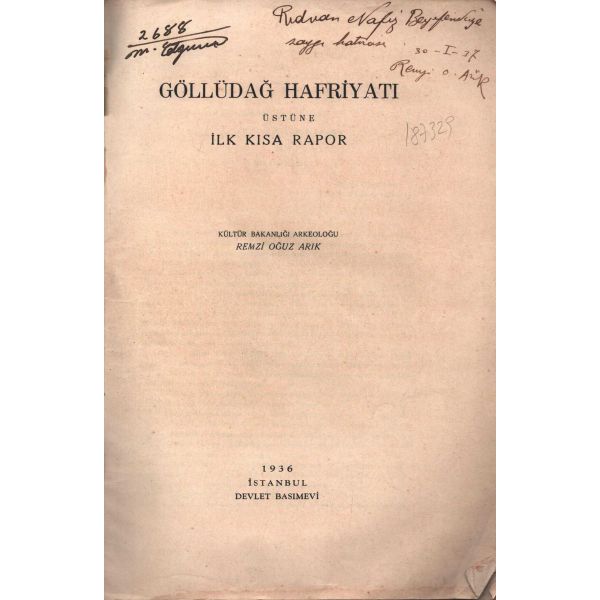 2688
Rıdvan Nafiz Beyefendiye
saygı hatırası
30-I-37
Remzi O. Arık
GÖLLÜDAĞ HAFRİYATI
ÜSTÜNE
İLK KISA RAPOR
187329
KÜLTÜR BAKANLIĞI ARKEOLOĞU
REMZİ OĞUZ ARIK
1936
İSTANBUL
DEVLET BASIMEVİ